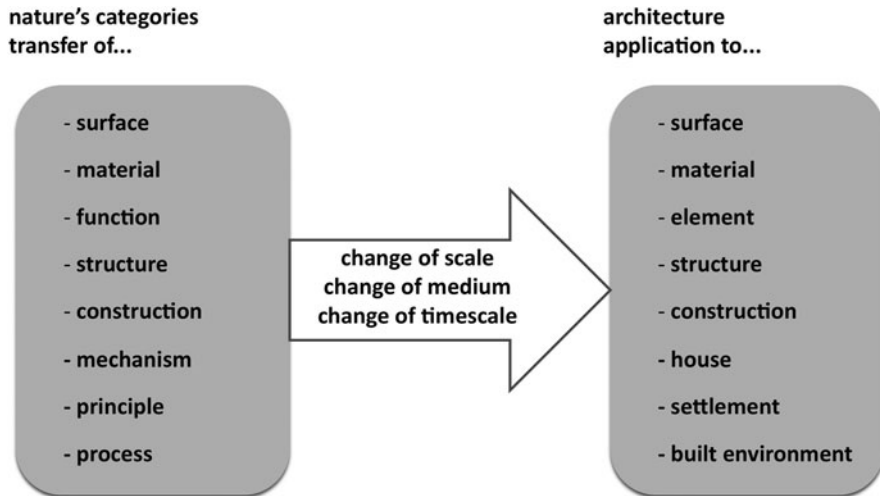 nature’s categories
transfer of...
- surface
- material
- function
- structure
- construction
- mechanism
- principle
- process
change of scale
change of medium
change of timescale
architecture
application to...
- surface
- material
- element
- structure
- construction
- house
- settlement
- built environment